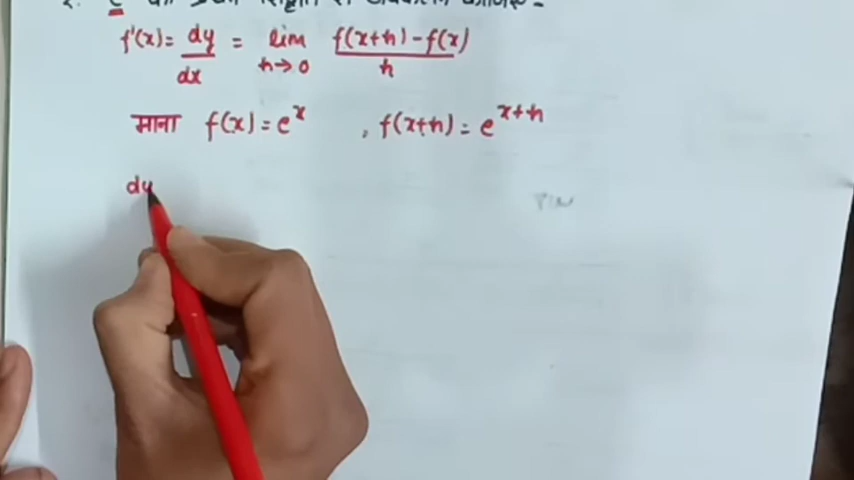 f'(x) = dy/dx = lim h→0 f(x+h) - f(x) / h
माना f(x) = e^x , f(x+h) = e^x+h
dy